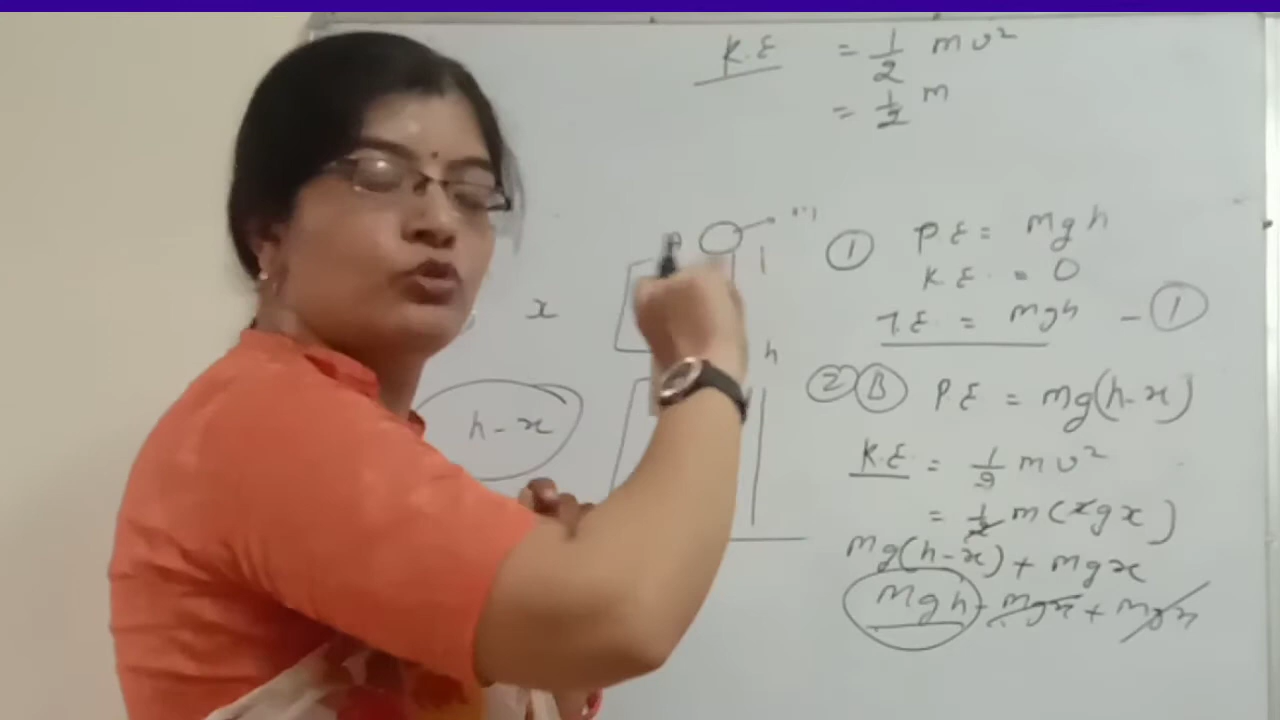 K.E = 1/2 mv²
= 1/2 m
A m
① P.E = mgh
K.E. = 0
T.E. = mgh - ①
x
h
② Ⓑ P.E = mg(h-x)
h-x
K.E. = 1/2 mv²
= 1/2 m(2gx)
mg(h-x) + mgx
mgh - mgx + mgx